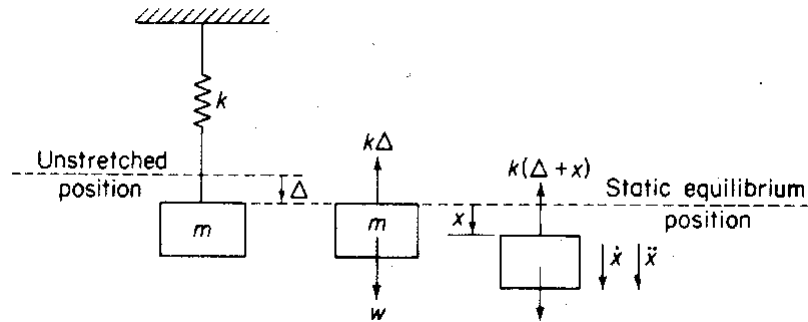 k
Unstretched
position
Δ
m
kΔ
m
w
k(Δ + x)
x
ẋ ẍ
Static equilibrium
position